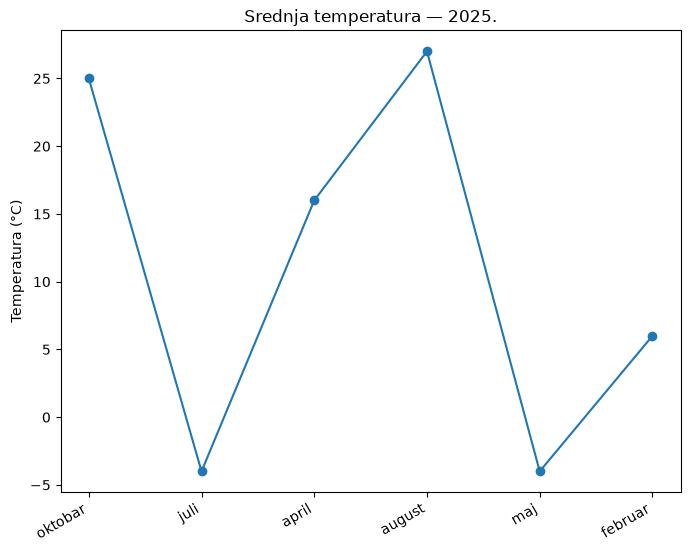 Srednja temperatura — 2025.
Temperatura (°C)
25
20
15
10
5
0
−5
oktobar
juli
april
august
maj
februar